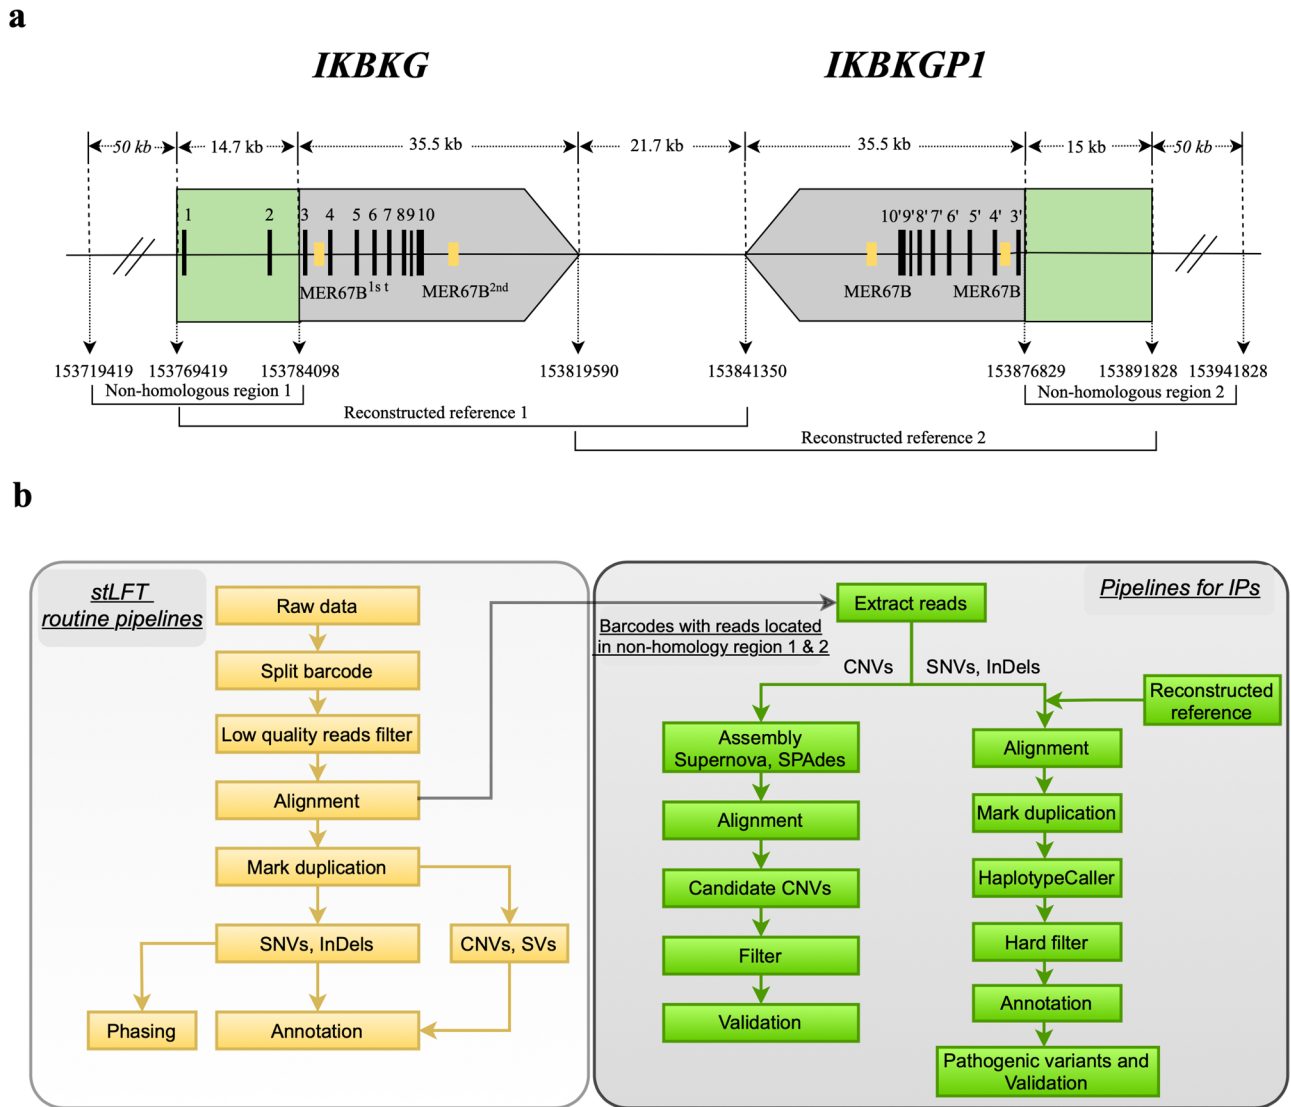 a
IKBKG
IKBKGP1
50 kb
14.7 kb
35.5 kb
21.7 kb
35.5 kb
15 kb
50 kb
1 2 3 4 5 6 7 8 9 10
10' 9' 8' 7' 6' 5' 4' 3'
MER67B1s t
MER67B2nd
MER67B
MER67B
153719419
153769419
153784098
153819590
153841350
153876829
153891828
153941828
Non-homologous region 1
Non-homologous region 2
Reconstructed reference 1
Reconstructed reference 2
b
stLFT
routine pipelines
Raw data
Split barcode
Low quality reads filter
Alignment
Mark duplication
SNVs, InDels
CNVs, SVs
Phasing
Annotation
Pipelines for IPs
Extract reads
Barcodes with reads located
in non-homology region 1 & 2
CNVs
SNVs, InDels
Reconstructed
reference
Assembly
Supernova, SPAdes
Alignment
Candidate CNVs
Filter
Validation
Alignment
Mark duplication
HaplotypeCaller
Hard filter
Annotation
Pathogenic variants and
Validation